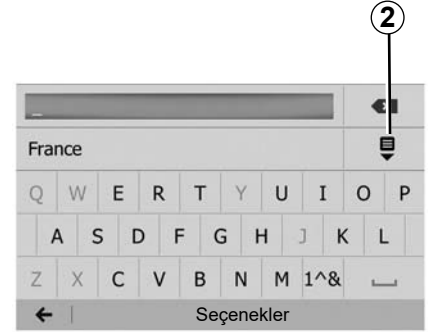 2
_
France
Q W E R T Y U I O P
A S D F G H J K L
Z X C V B N M 1^&
Seçenekler